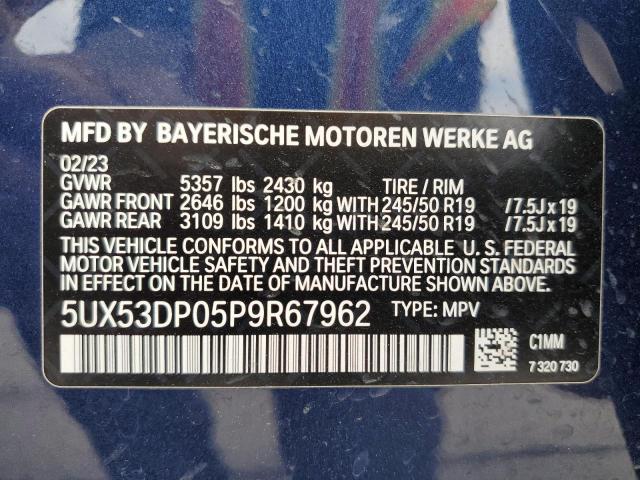 MFD BY BAYERISCHE MOTOREN WERKE AG
02/23
GVWR 5357 lbs 2430 kg TIRE / RIM
GAWR FRONT 2646 lbs 1200 kg WITH 245/50 R19 /7.5J x 19
GAWR REAR 3109 lbs 1410 kg WITH 245/50 R19 /7.5J x 19
THIS VEHICLE CONFORMS TO ALL APPLICABLE U. S. FEDERAL
MOTOR VEHICLE SAFETY, BUMPER, AND THEFT PREVENTION
STANDARDS IN EFFECT ON THE DATE OF MANUFACTURE SHOWN ABOVE.
5UX53DP05P9R67962 TYPE: MPV
C1MM
7 320 730